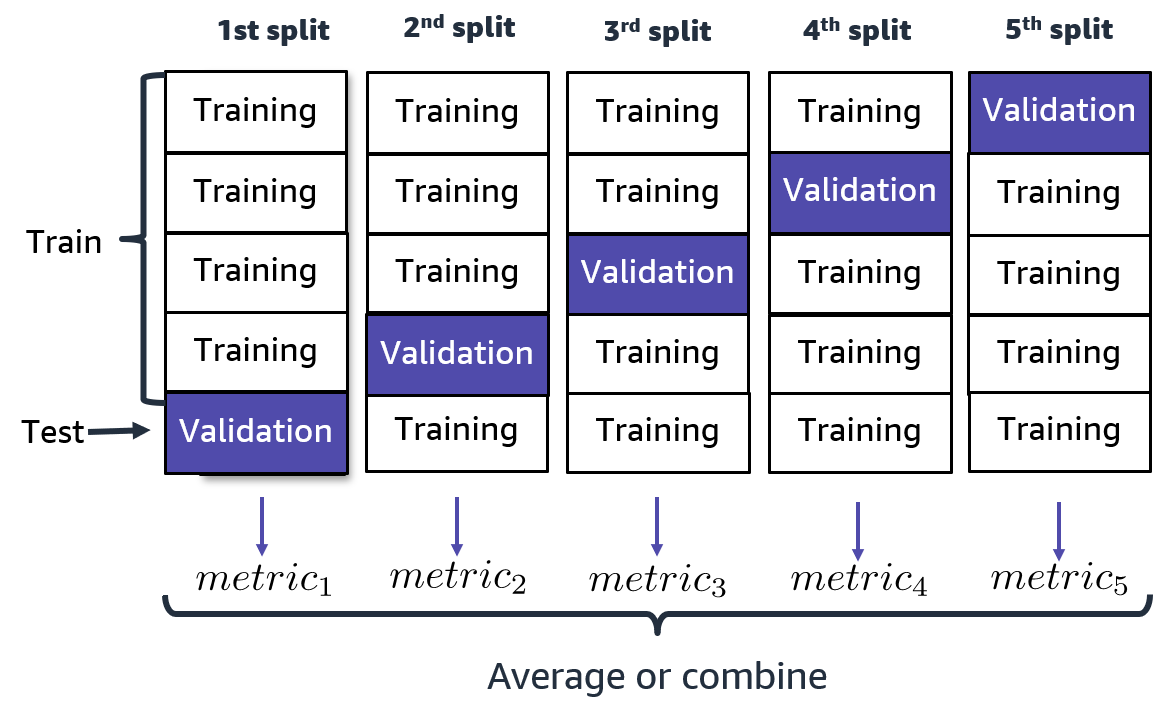 1st split 2nd split 3rd split 4th split 5th split
Training Training Training Training Validation
Training Training Training Validation Training
Train
Training Training Validation Training Training
Training Validation Training Training Training
Test Validation Training Training Training Training
metric1 metric2 metric3 metric4 metric5
Average or combine